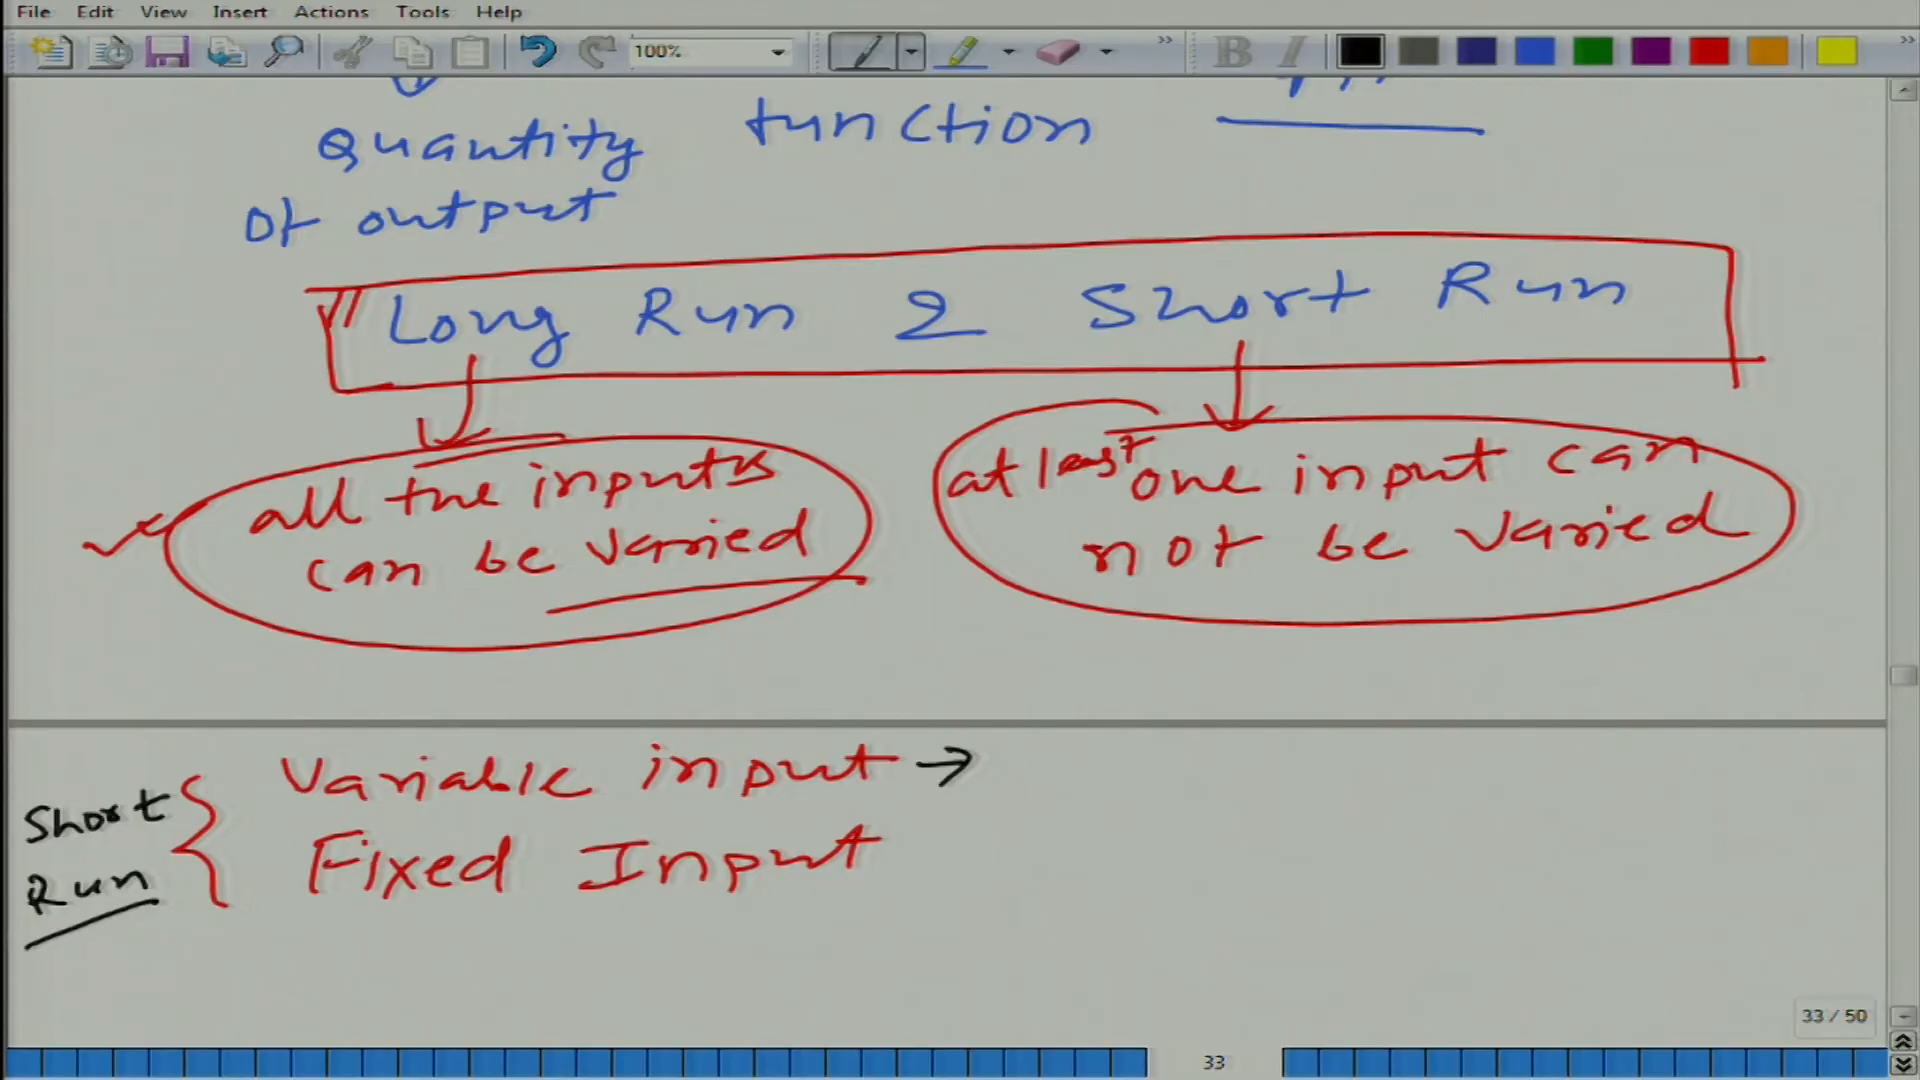 File Edit View Insert Actions Tools Help
100%
B I
Quantity function
Of output
Long Run & Short Run
all the inputs
can be varied
at least one input can
not be varied
Short
Run
Variable input →
Fixed Input
33 / 50
33